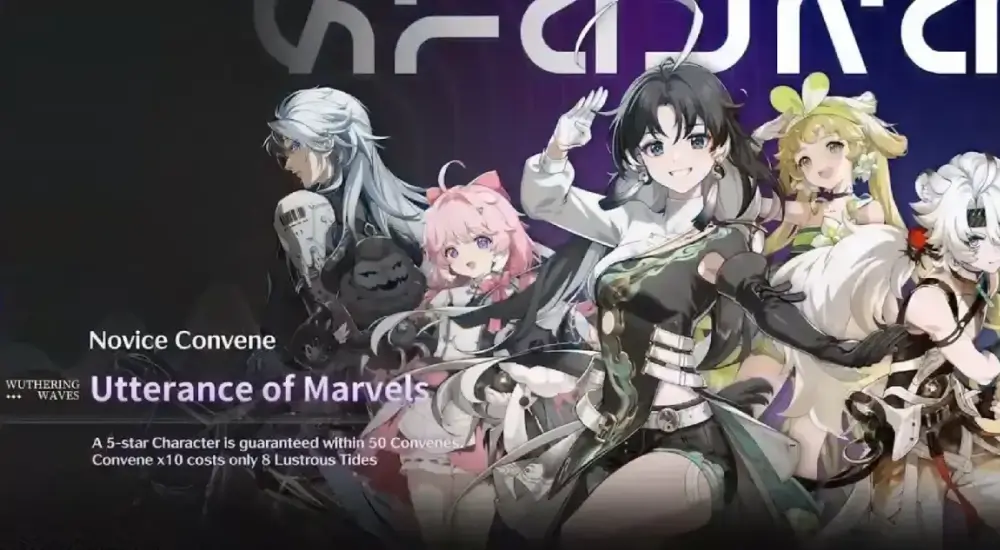 Novice Convene
WUTHERING
WAVES
Utterance of Marvels
A 5-star Character is guaranteed within 50 Convenes.
Convene x10 costs only 8 Lustrous Tides